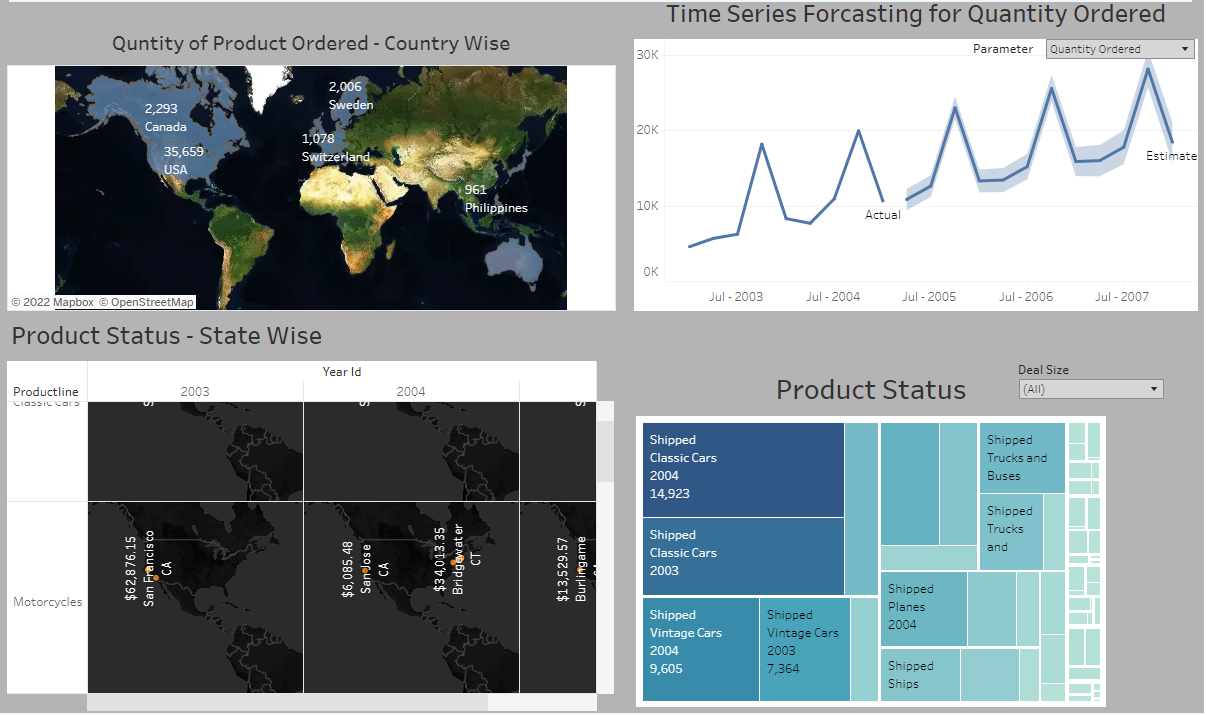 Time Series Forcasting for Quantity Ordered
Quntity of Product Ordered - Country Wise
2,006
Sweden
2,293
Canada
1,078
Switzerland
35,659
USA
961
Philippines
© 2022 Mapbox © OpenStreetMap
Parameter
Quantity Ordered
30K
20K
10K
0K
Actual
Estimate
Jul - 2003
Jul - 2004
Jul - 2005
Jul - 2006
Jul - 2007
Product Status - State Wise
Year Id
Productline
2003
2004
Classic Cars
Motorcycles
$62,876.15
San Francisco
CA
$6,085.48
San Jose
CA
$34,013.35
Bridgewater
CT
$13,529.57
Burlingame
Product Status
Deal Size
(All)
Shipped
Classic Cars
2004
14,923
Shipped
Classic Cars
2003
Shipped
Vintage Cars
2004
9,605
Shipped
Vintage Cars
2003
7,364
Shipped
Trucks and
Buses
Shipped
Trucks
and
Shipped
Planes
2004
Shipped
Ships